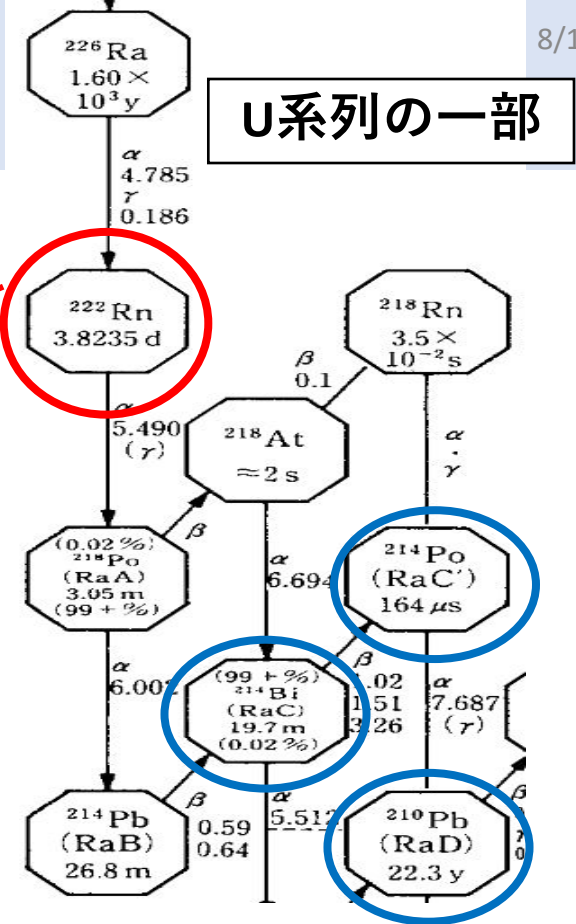 8/1
U系列の一部
²²⁶Ra
1.60 ×
10³ y
α
4.785
γ
0.186
²²²Rn
3.8235 d
²¹⁸Rn
3.5 ×
10⁻² s
β
0.1
α
5.490
(γ)
²¹⁸At
≈2 s
α
γ
β
(0.02 %)
²¹⁸Po
(RaA)
3.05 m
(99 + %)
α
6.694
²¹⁴Po
(RaC′)
164 μs
α
6.002
(99 + %)
²¹⁴Bi
(RaC)
19.7 m
(0.02 %)
β
1.51
3.26
α
7.687
(γ)
²¹⁴Pb
(RaB)
26.8 m
β
0.59
0.64
α
5.512
²¹⁰Pb
(RaD)
22.3 y
β